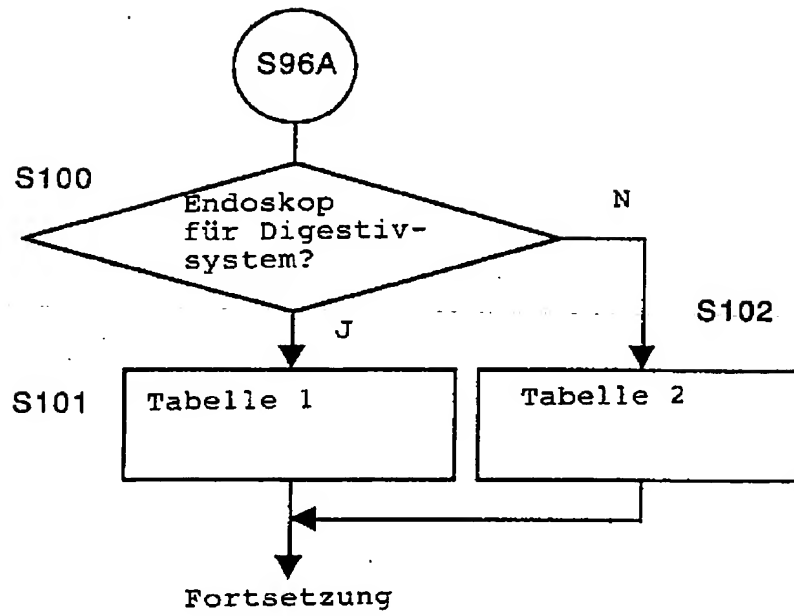 S96A
S100
Endoskop
für Digestiv-
system?
N
J
S102
S101
Tabelle 1
Tabelle 2
Fortsetzung